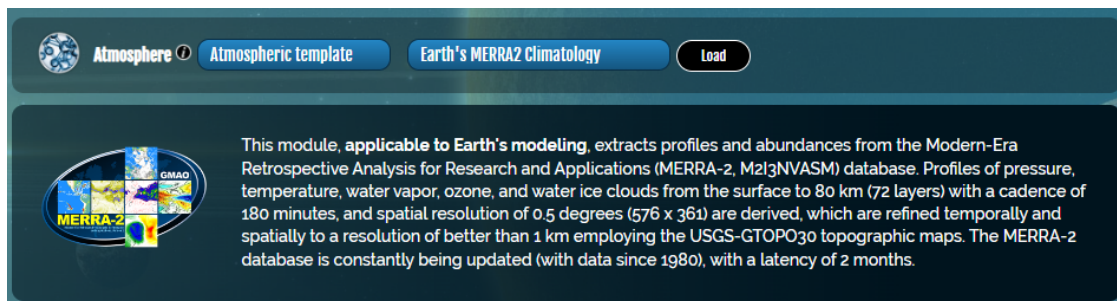 Atmosphere i Atmospheric template Earth's MERRA2 Climatology Load
This module, applicable to Earth's modeling, extracts profiles and abundances from the Modern-Era
Retrospective Analysis for Research and Applications (MERRA-2, M2I3NVASM) database. Profiles of pressure,
temperature, water vapor, ozone, and water ice clouds from the surface to 80 km (72 layers) with a cadence of
180 minutes, and spatial resolution of 0.5 degrees (576 x 361) are derived, which are refined temporally and
spatially to a resolution of better than 1 km employing the USGS-GTOPO30 topographic maps. The MERRA-2
database is constantly being updated (with data since 1980), with a latency of 2 months.
GMAO
MERRA-2